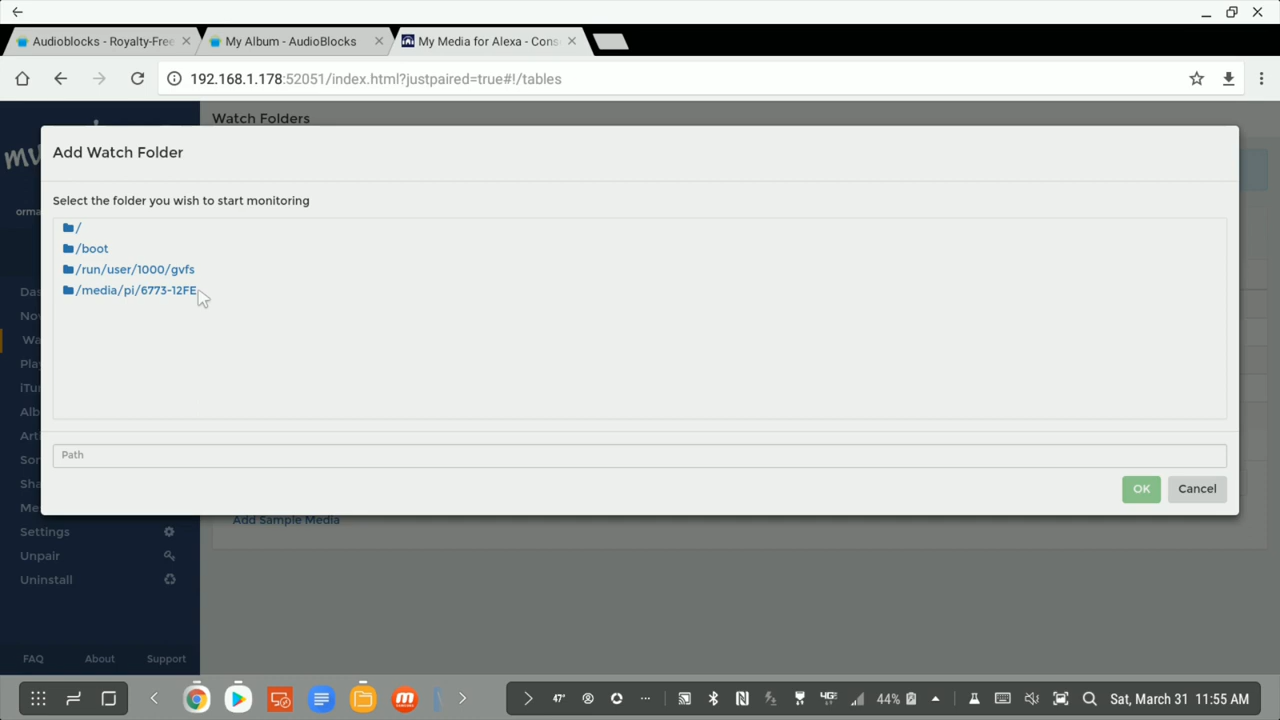 Audioblocks - Royalty-Free
My Album - AudioBlocks
My Media for Alexa - Cons
192.168.1.178:52051/index.html?justpaired=true#!/tables
Watch Folders
Add Watch Folder
Select the folder you wish to start monitoring
/
/boot
/run/user/1000/gvfs
/media/pi/6773-12FE
Path
OK
Cancel
Add Sample Media
Settings
Unpair
Uninstall
FAQ
About
Support
47°
4G
44%
Sat, March 31
11:55 AM